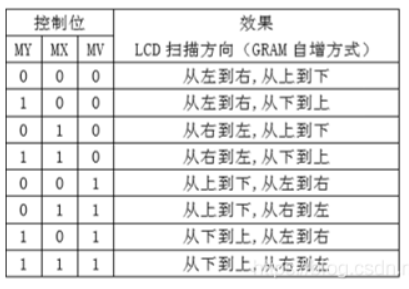 控制位 效果
MY MX MV LCD 扫描方向（GRAM 自增方式）
0 0 0 从左到右,从上到下
1 0 0 从左到右,从下到上
0 1 0 从右到左,从上到下
1 1 0 从右到左,从下到上
0 0 1 从上到下,从左到右
0 1 1 从上到下,从右到左
1 0 1 从下到上,从左到右
1 1 1 从下到上,从右到左